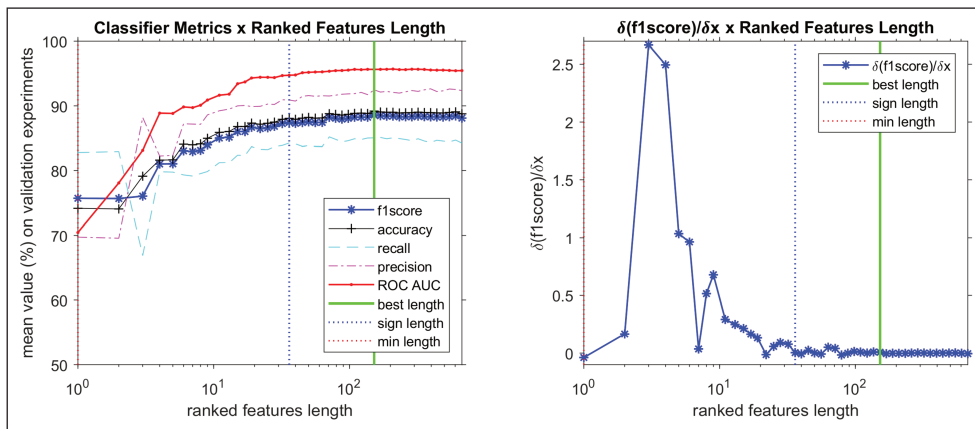 Classifier Metrics x Ranked Features Length
mean value (%) on validation experiments
100
90
80
70
60
50
f1score
accuracy
recall
precision
ROC AUC
best length
sign length
min length
10^0
10^1
10^2
ranked features length
δ(f1score)/δx x Ranked Features Length
δ(f1score)/δx
2.5
2
1.5
1
0.5
0
δ(f1score)/δx
best length
sign length
min length
10^0
10^1
10^2
ranked features length